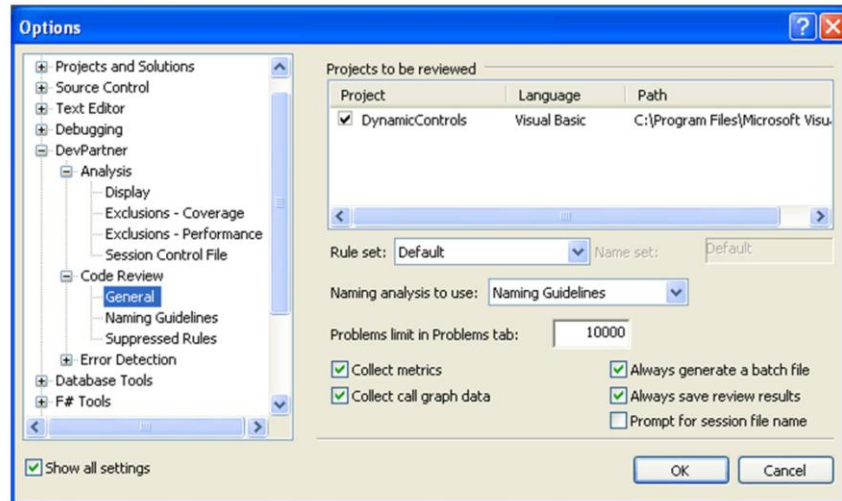 Options
Projects and Solutions
Source Control
Text Editor
Debugging
DevPartner
Analysis
Display
Exclusions - Coverage
Exclusions - Performance
Session Control File
Code Review
General
Naming Guidelines
Suppressed Rules
Error Detection
Database Tools
F# Tools
Show all settings
Projects to be reviewed
Project Language Path
DynamicControls Visual Basic C:\Program Files\Microsoft Visu
Rule set: Default Name set: Default
Naming analysis to use: Naming Guidelines
Problems limit in Problems tab: 10000
Collect metrics Always generate a batch file
Collect call graph data Always save review results
Prompt for session file name
OK Cancel